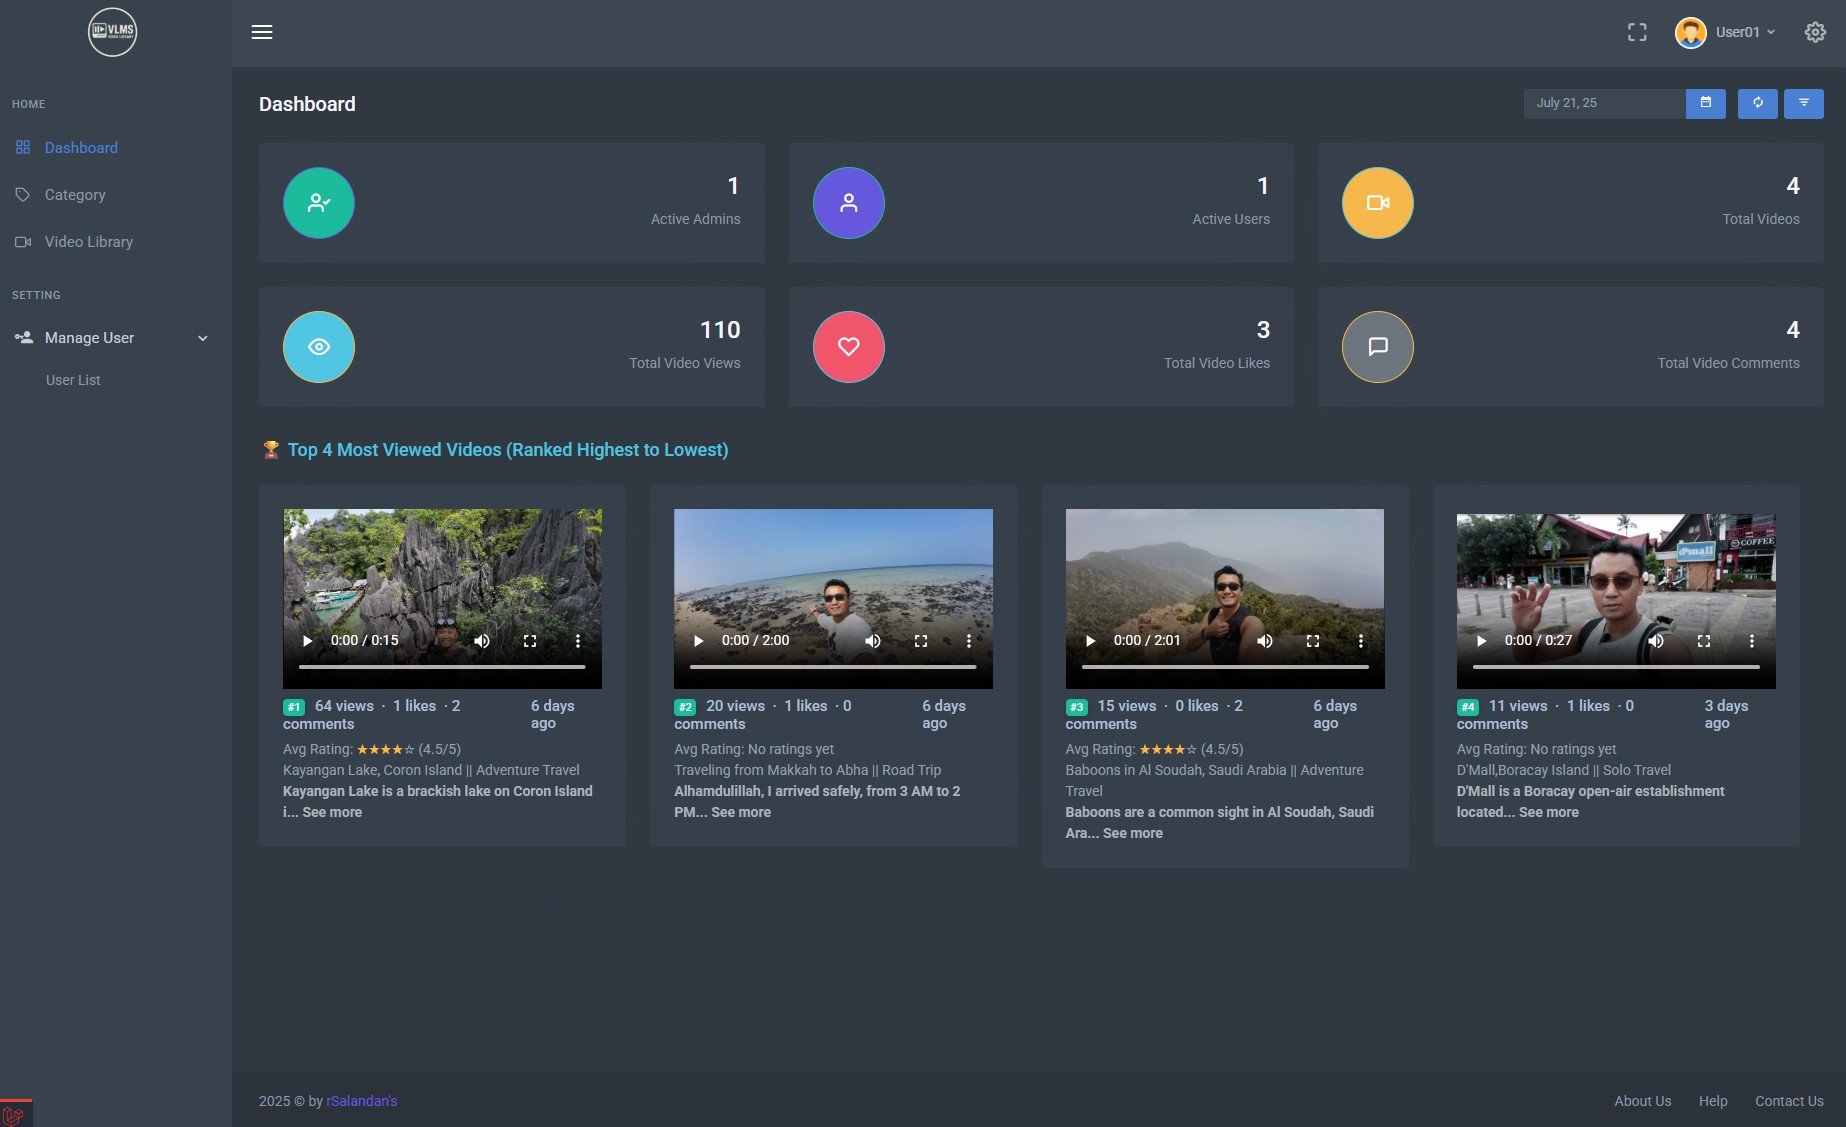 VLMS
VIDEO LIBRARY
User01
HOME
Dashboard
Category
Video Library
SETTING
Manage User
User List
Dashboard
July 21, 25
1
Active Admins
1
Active Users
4
Total Videos
110
Total Video Views
3
Total Video Likes
4
Total Video Comments
Top 4 Most Viewed Videos (Ranked Highest to Lowest)
0:00 / 0:15
#1 64 views · 1 likes · 2 comments
6 days ago
Avg Rating: ★★★★☆ (4.5/5)
Kayangan Lake, Coron Island || Adventure Travel
Kayangan Lake is a brackish lake on Coron Island
i... See more
0:00 / 2:00
#2 20 views · 1 likes · 0 comments
6 days ago
Avg Rating: No ratings yet
Traveling from Makkah to Abha || Road Trip
Alhamdulillah, I arrived safely, from 3 AM to 2
PM... See more
0:00 / 2:01
#3 15 views · 0 likes · 2 comments
6 days ago
Avg Rating: ★★★★☆ (4.5/5)
Baboons in Al Soudah, Saudi Arabia || Adventure
Travel
Baboons are a common sight in Al Soudah, Saudi
Ara... See more
d*mall
COFFEE
0:00 / 0:27
#4 11 views · 1 likes · 0 comments
3 days ago
Avg Rating: No ratings yet
D'Mall,Boracay Island || Solo Travel
D'Mall is a Boracay open-air establishment
located... See more
2025 © by rSalandan's
About Us
Help
Contact Us